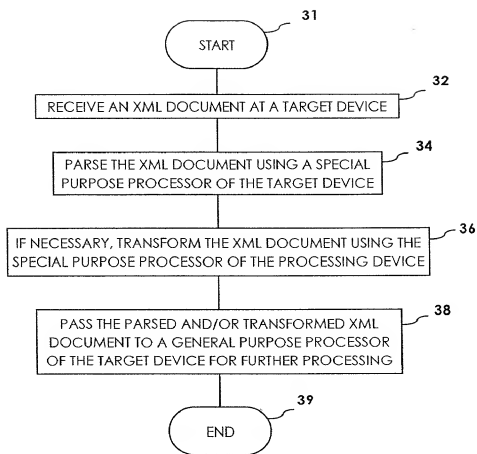 31
START
32
RECEIVE AN XML DOCUMENT AT A TARGET DEVICE
34
PARSE THE XML DOCUMENT USING A SPECIAL
PURPOSE PROCESSOR OF THE TARGET DEVICE
36
IF NECESSARY, TRANSFORM THE XML DOCUMENT USING THE
SPECIAL PURPOSE PROCESSOR OF THE PROCESSING DEVICE
38
PASS THE PARSED AND/OR TRANSFORMED XML
DOCUMENT TO A GENERAL PURPOSE PROCESSOR
OF THE TARGET DEVICE FOR FURTHER PROCESSING
39
END